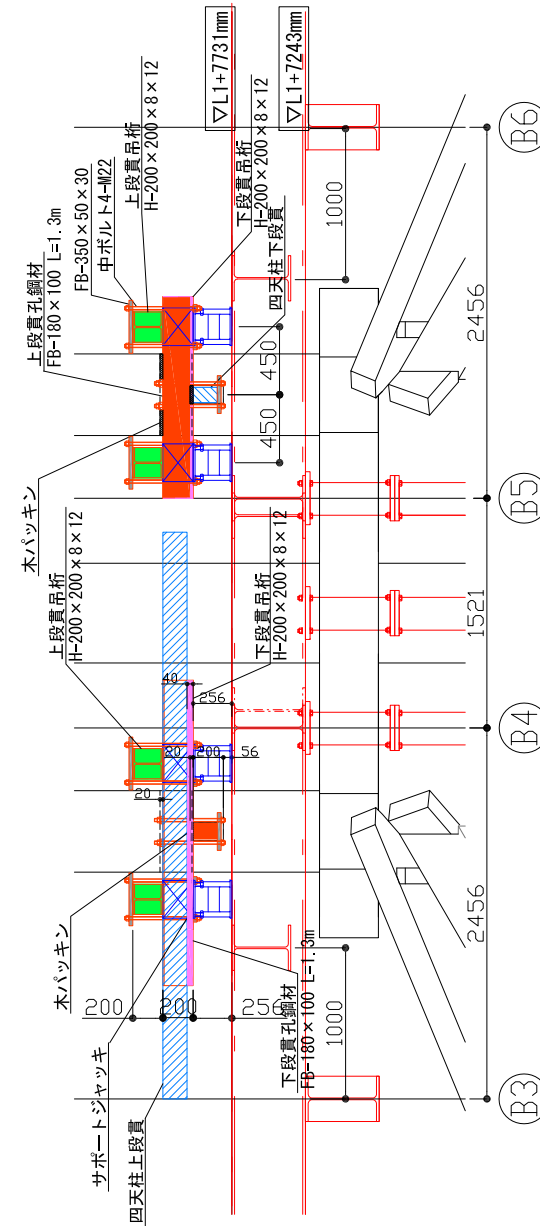 ▽L1+7731mm
▽L1+7243mm
上段貫吊桁
H-200×200×8×12
FB-350×50×30
中ボルト4-M22
上段貫孔鋼材
FB-180×100 L=1.3m
木パッキン
下段貫吊桁
H-200×200×8×12
四天柱下段貫
1000
450
450
2456
B6
B5
上段貫吊桁
H-200×200×8×12
下段貫吊桁
H-200×200×8×12
40
256
20
200
56
20
1521
B4
木パッキン
サポートジャッキ
四天柱上段貫
200
200
256
下段貫孔鋼材
FB-180×100 L=1.3m
1000
2456
B3